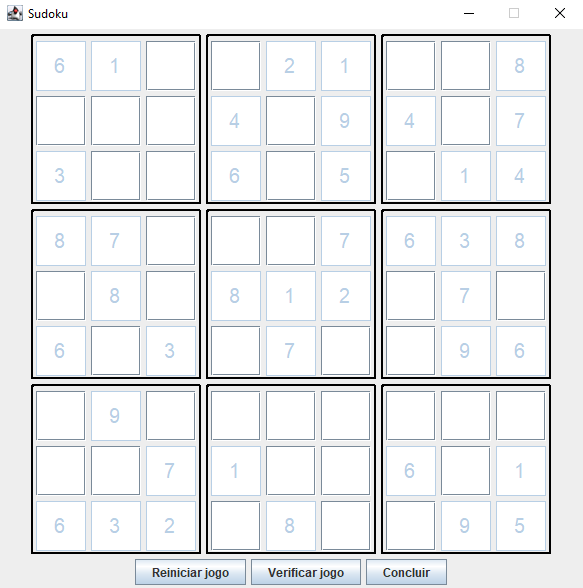 Sudoku
6 1 2 1 8
4 9 4 7
3 6 5 1 4
8 7 7 6 3 8
8 8 1 2 7
6 3 7 9 6
9
7 1 6 1
6 3 2 8 9 5
Reiniciar jogo Verificar jogo Concluir